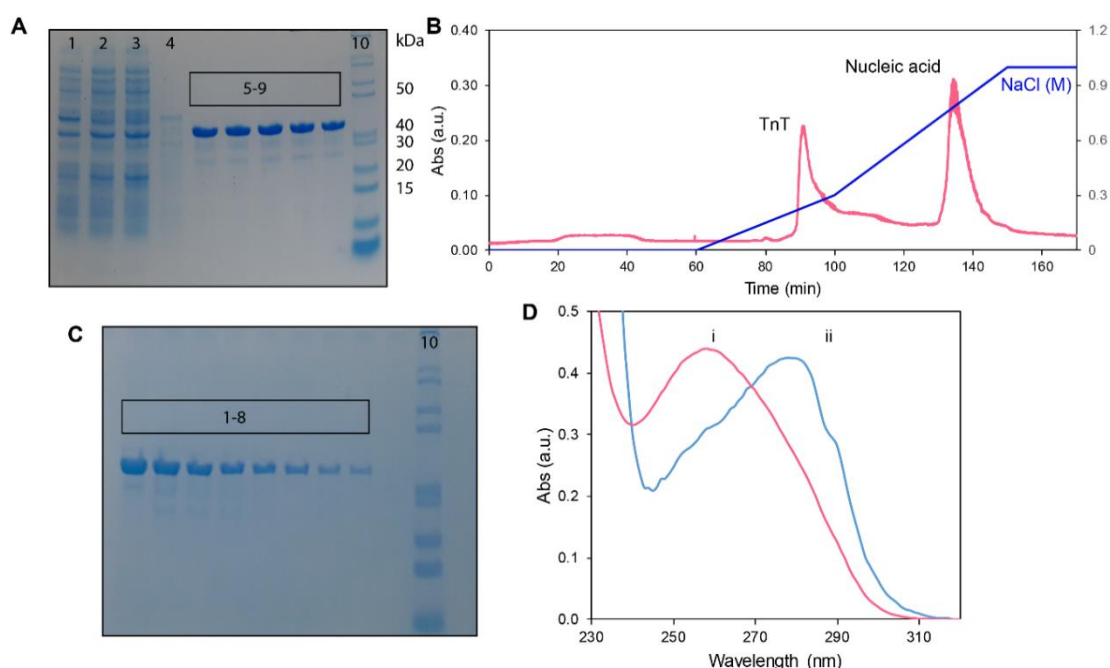 A
1 2 3 4 kDa 10
5-9
50
40
30
20
15
B
0.40
0.30
0.20
0.10
0.00
Abs (a.u.)
0 20 40 60 80 100 120 140 160
Time (min)
1.2
0.9
0.6
0.3
0
TnT
Nucleic acid
NaCl (M)
C
10
1-8
D
0.5
0.4
0.3
0.4
0.2
0.1
0.0
Abs (a.u.)
i ii
230 250 270 290 310
Wavelength (nm)